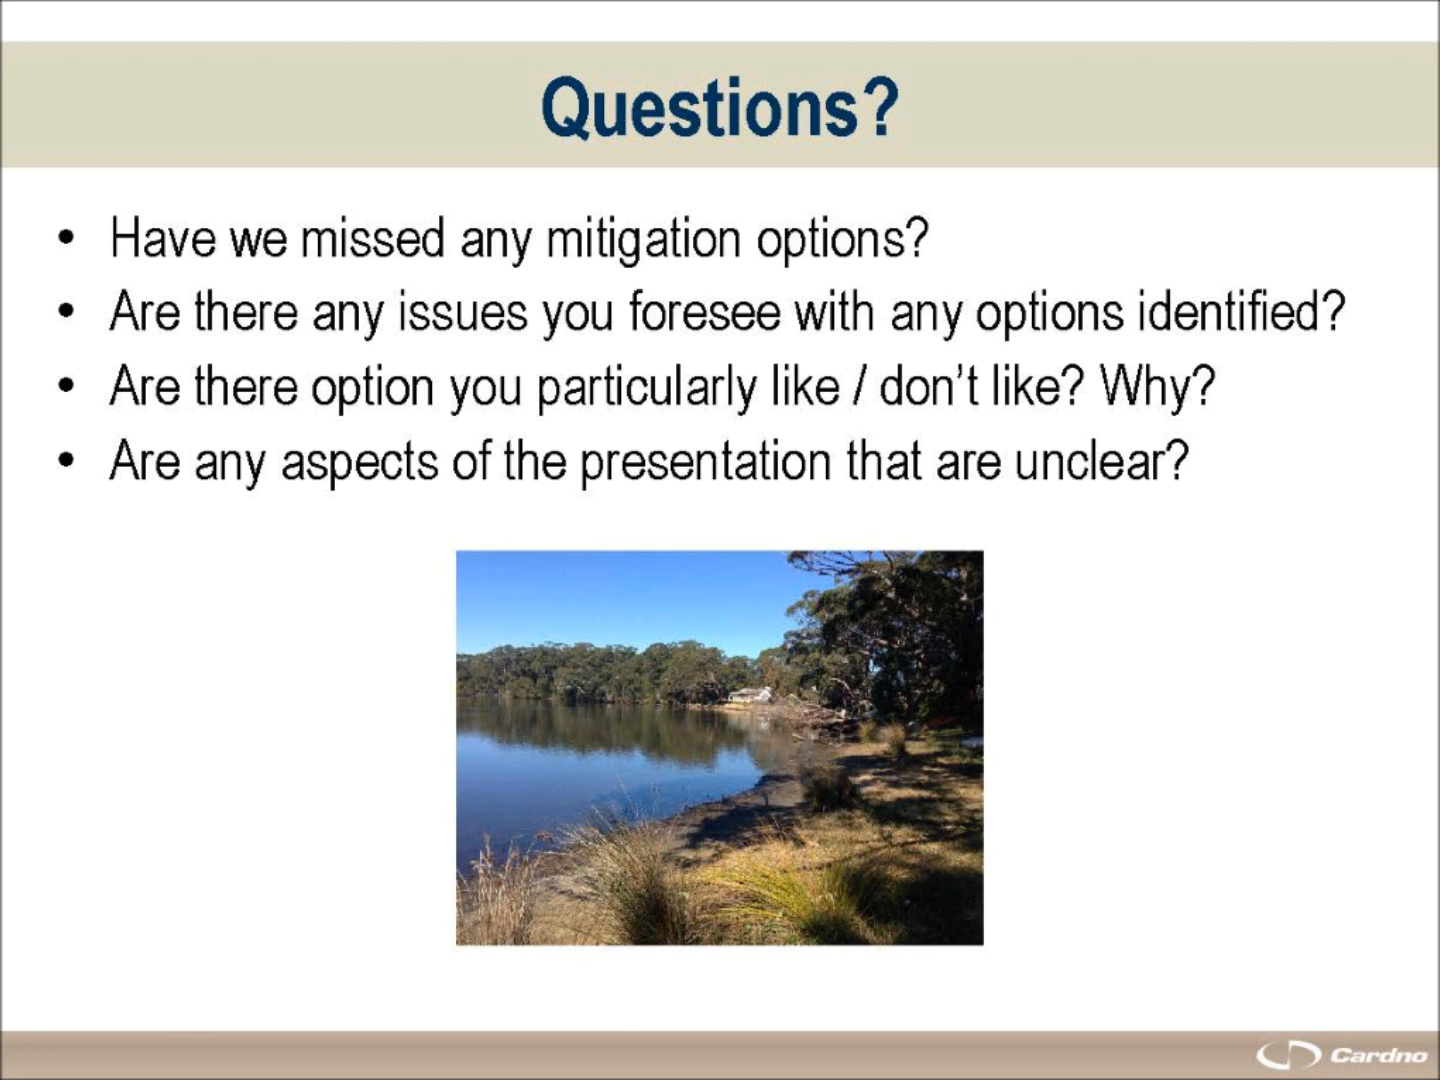 Questions?
• Have we missed any mitigation options?
• Are there any issues you foresee with any options identified?
• Are there option you particularly like / don't like? Why?
• Are any aspects of the presentation that are unclear?
Cardno